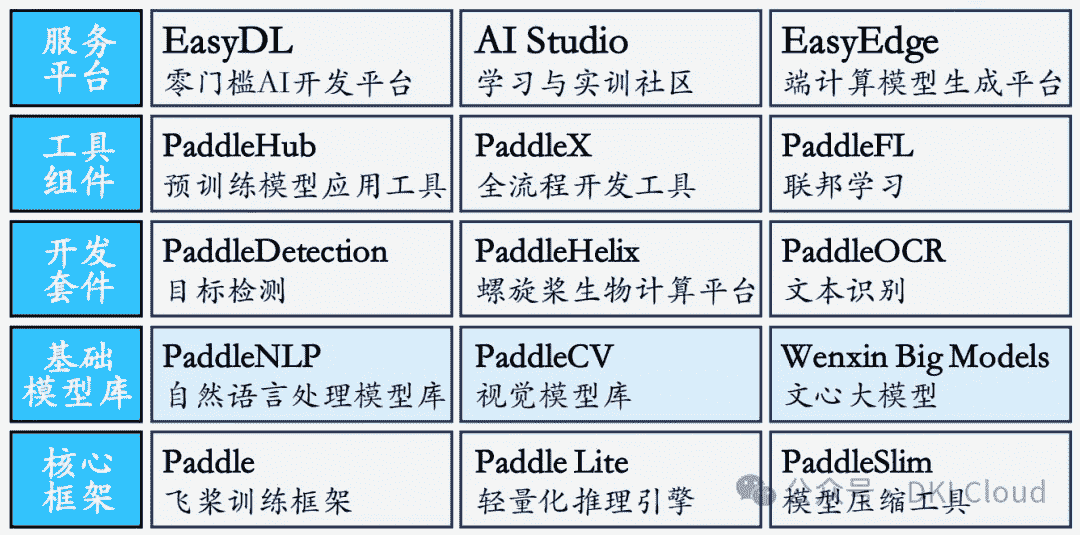 服务
平台
EasyDL
零门槛AI开发平台
AI Studio
学习与实训社区
EasyEdge
端计算模型生成平台
工具
组件
PaddleHub
预训练模型应用工具
PaddleX
全流程开发工具
PaddleFL
联邦学习
开发
套件
PaddleDetection
目标检测
PaddleHelix
螺旋桨生物计算平台
PaddleOCR
文本识别
基础
模型库
PaddleNLP
自然语言处理模型库
PaddleCV
视觉模型库
Wenxin Big Models
文心大模型
核心
框架
Paddle
飞桨训练框架
Paddle Lite
轻量化推理引擎
PaddleSlim
模型压缩工具
公众号 · DKI Cloud